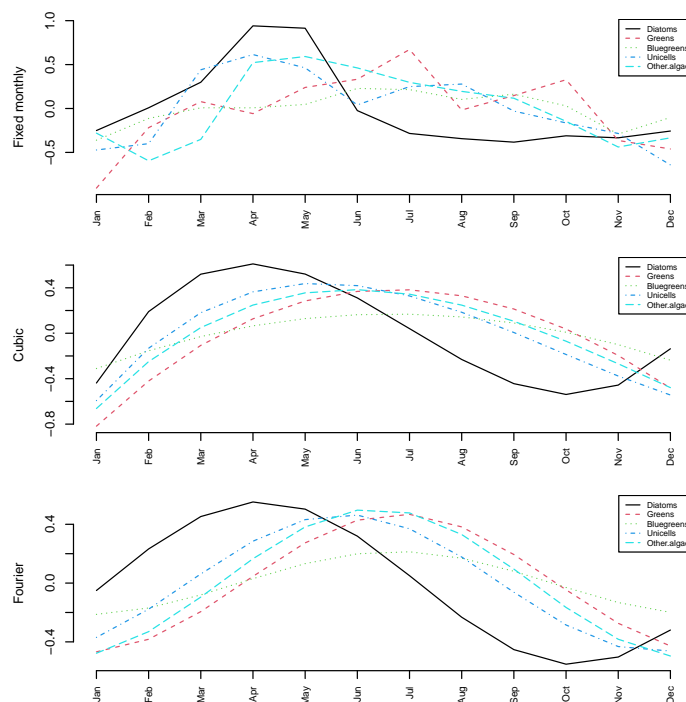 Fixed monthly
1.0
0.5
0.0
−0.5
Diatoms
Greens
Bluegreens
Unicells
Other.algae
Jan Feb Mar Apr May Jun Jul Aug Sep Oct Nov Dec
Cubic
0.4
0.0
−0.4
−0.8
Diatoms
Greens
Bluegreens
Unicells
Other.algae
Jan Feb Mar Apr May Jun Jul Aug Sep Oct Nov Dec
Fourier
0.4
0.0
−0.4
Diatoms
Greens
Bluegreens
Unicells
Other.algae
Jan Feb Mar Apr May Jun Jul Aug Sep Oct Nov Dec